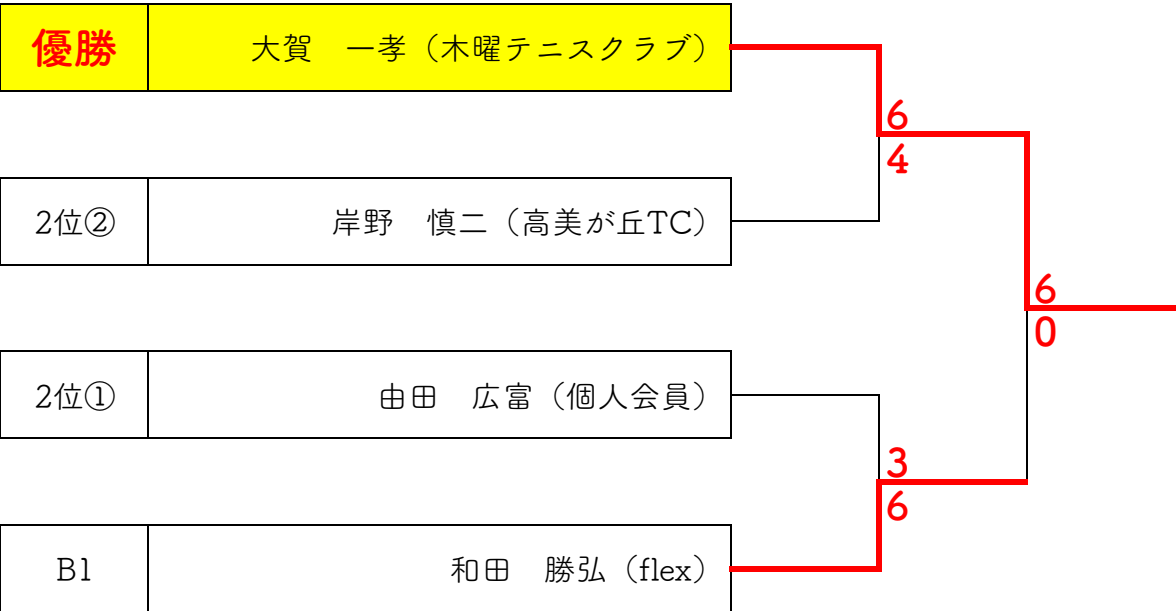 優勝 大賀　一孝（木曜テニスクラブ）
6
4
2位② 岸野　慎二（高美が丘TC）
6
0
2位① 由田　広富（個人会員）
3
6
B1 和田　勝弘（flex）